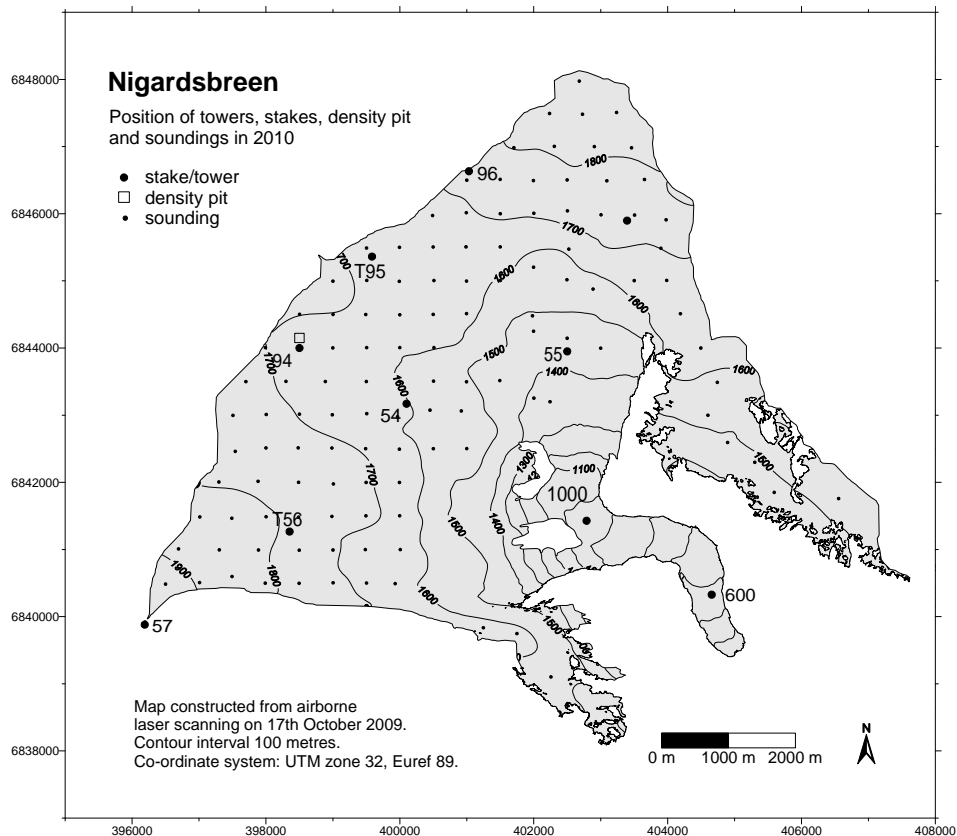 6848000
6846000
6844000
6842000
6840000
6838000
Nigardsbreen
Position of towers, stakes, density pit
and soundings in 2010
stake/tower
density pit
sounding
1800
96
1700
700
T95
1600
1600
94
1700
1500
55
1400
1600
1600
54
1300
1100
1500
1700
1000
T56
1500
1400
1900
1800
1600
600
57
1500
Map constructed from airborne
laser scanning on 17th October 2009.
Contour interval 100 metres.
Co-ordinate system: UTM zone 32, Euref 89.
N
0 m 1000 m 2000 m
396000 398000 400000 402000 404000 406000 408000